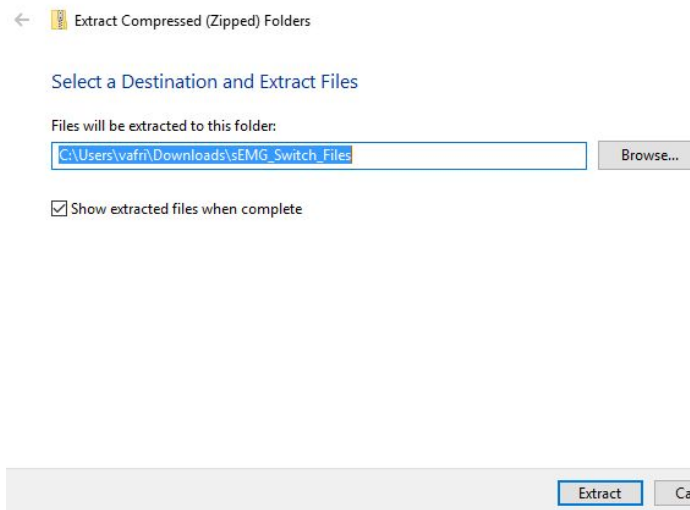 Extract Compressed (Zipped) Folders
Select a Destination and Extract Files
Files will be extracted to this folder:
C:\Users\vafri\Downloads\sEMG_Switch_Files
Browse...
Show extracted files when complete
Extract